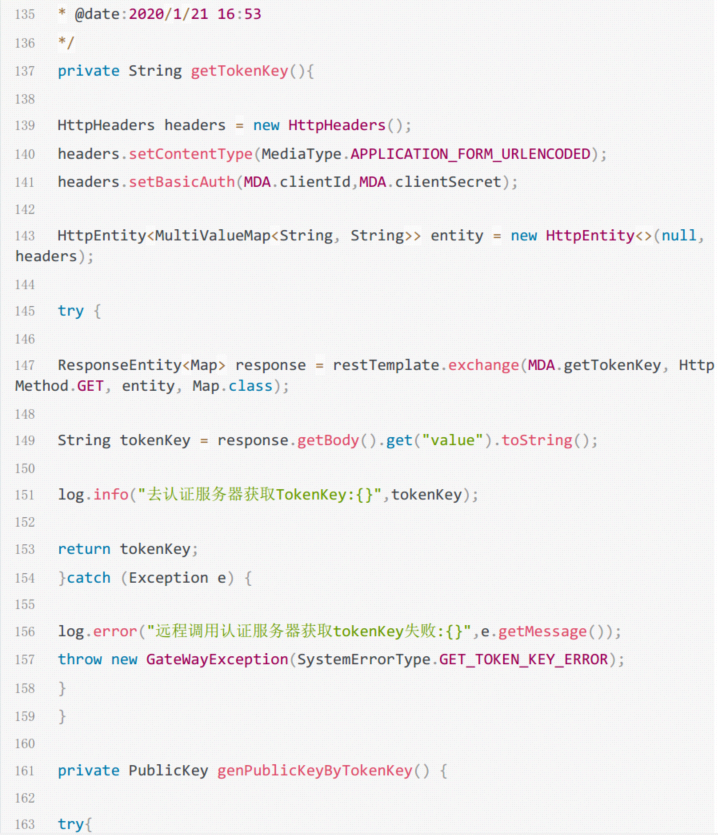 135 * @date:2020/1/21 16:53
136 */
137 private String getTokenKey(){
138
139 HttpHeaders headers = new HttpHeaders();
140 headers.setContentType(MediaType.APPLICATION_FORM_URLENCODED);
141 headers.setBasicAuth(MDA.clientId,MDA.clientSecret);
142
143 HttpEntity<MultiValueMap<String, String>> entity = new HttpEntity<>(null,
headers);
144
145 try {
146
147 ResponseEntity<Map> response = restTemplate.exchange(MDA.getTokenKey, Http
Method.GET, entity, Map.class);
148
149 String tokenKey = response.getBody().get("value").toString();
150
151 log.info("去认证服务器获取TokenKey:{}",tokenKey);
152
153 return tokenKey;
154 }catch (Exception e) {
155
156 log.error("远程调用认证服务器获取tokenKey失败:{}",e.getMessage());
157 throw new GateWayException(SystemErrorType.GET_TOKEN_KEY_ERROR);
158 }
159 }
160
161 private PublicKey genPublicKeyByTokenKey() {
162
163 try{